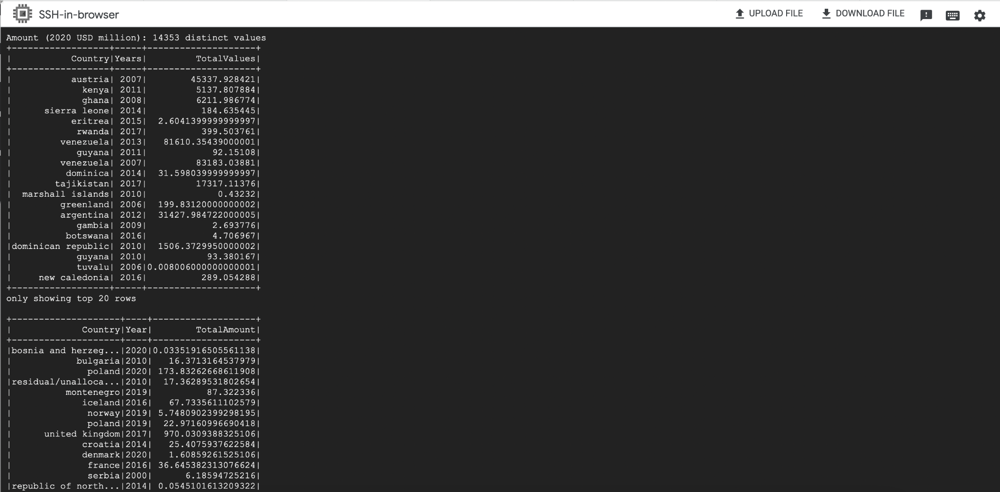 SSH-in-browser UPLOAD FILE DOWNLOAD FILE
Amount (2020 USD million): 14353 distinct values
+------------------+-----+--------------------+
|           Country|Years|         TotalValues|
+------------------+-----+--------------------+
|           austria| 2007|        45337.928421|
|             kenya| 2011|         5137.807884|
|             ghana| 2008|         6211.986774|
|      sierra leone| 2014|          184.635445|
|           eritrea| 2015|  2.6041399999999997|
|            rwanda| 2017|          399.503761|
|         venezuela| 2013|   81610.35439000001|
|            guyana| 2011|            92.15108|
|         venezuela| 2007|         83183.03881|
|          dominica| 2014|  31.598039999999997|
|        tajikistan| 2017|         17317.11376|
|  marshall islands| 2010|             0.43232|
|         greenland| 2006|  199.83120000000002|
|         argentina| 2012|  31427.984722000005|
|            gambia| 2009|            2.693776|
|          botswana| 2016|            4.706967|
|dominican republic| 2010|  1506.3729950000002|
|            guyana| 2010|           93.380167|
|            tuvalu| 2006|0.008006000000000001|
|     new caledonia| 2016|          289.054288|
+------------------+-----+--------------------+
only showing top 20 rows
+--------------------+----+-------------------+
|             Country|Year|        TotalAmount|
+--------------------+----+-------------------+
|bosnia and herzeg...|2020|0.03351916505561138|
|            bulgaria|2010|   16.3713164537979|
|              poland|2020| 173.83262668611908|
|residual/unalloca...|2010|  17.36289531802654|
|          montenegro|2019|          87.322336|
|             iceland|2016|   67.7335611102579|
|              norway|2019| 5.7480902399298195|
|              poland|2019|  22.97160996690418|
|      united kingdom|2017|  970.0309388325106|
|             croatia|2014|   25.4075937622584|
|             denmark|2020|   1.60859261525106|
|              france|2016| 36.645382313076624|
|              serbia|2000|      6.18594725216|
|republic of north...|2014| 0.0545101613209322|